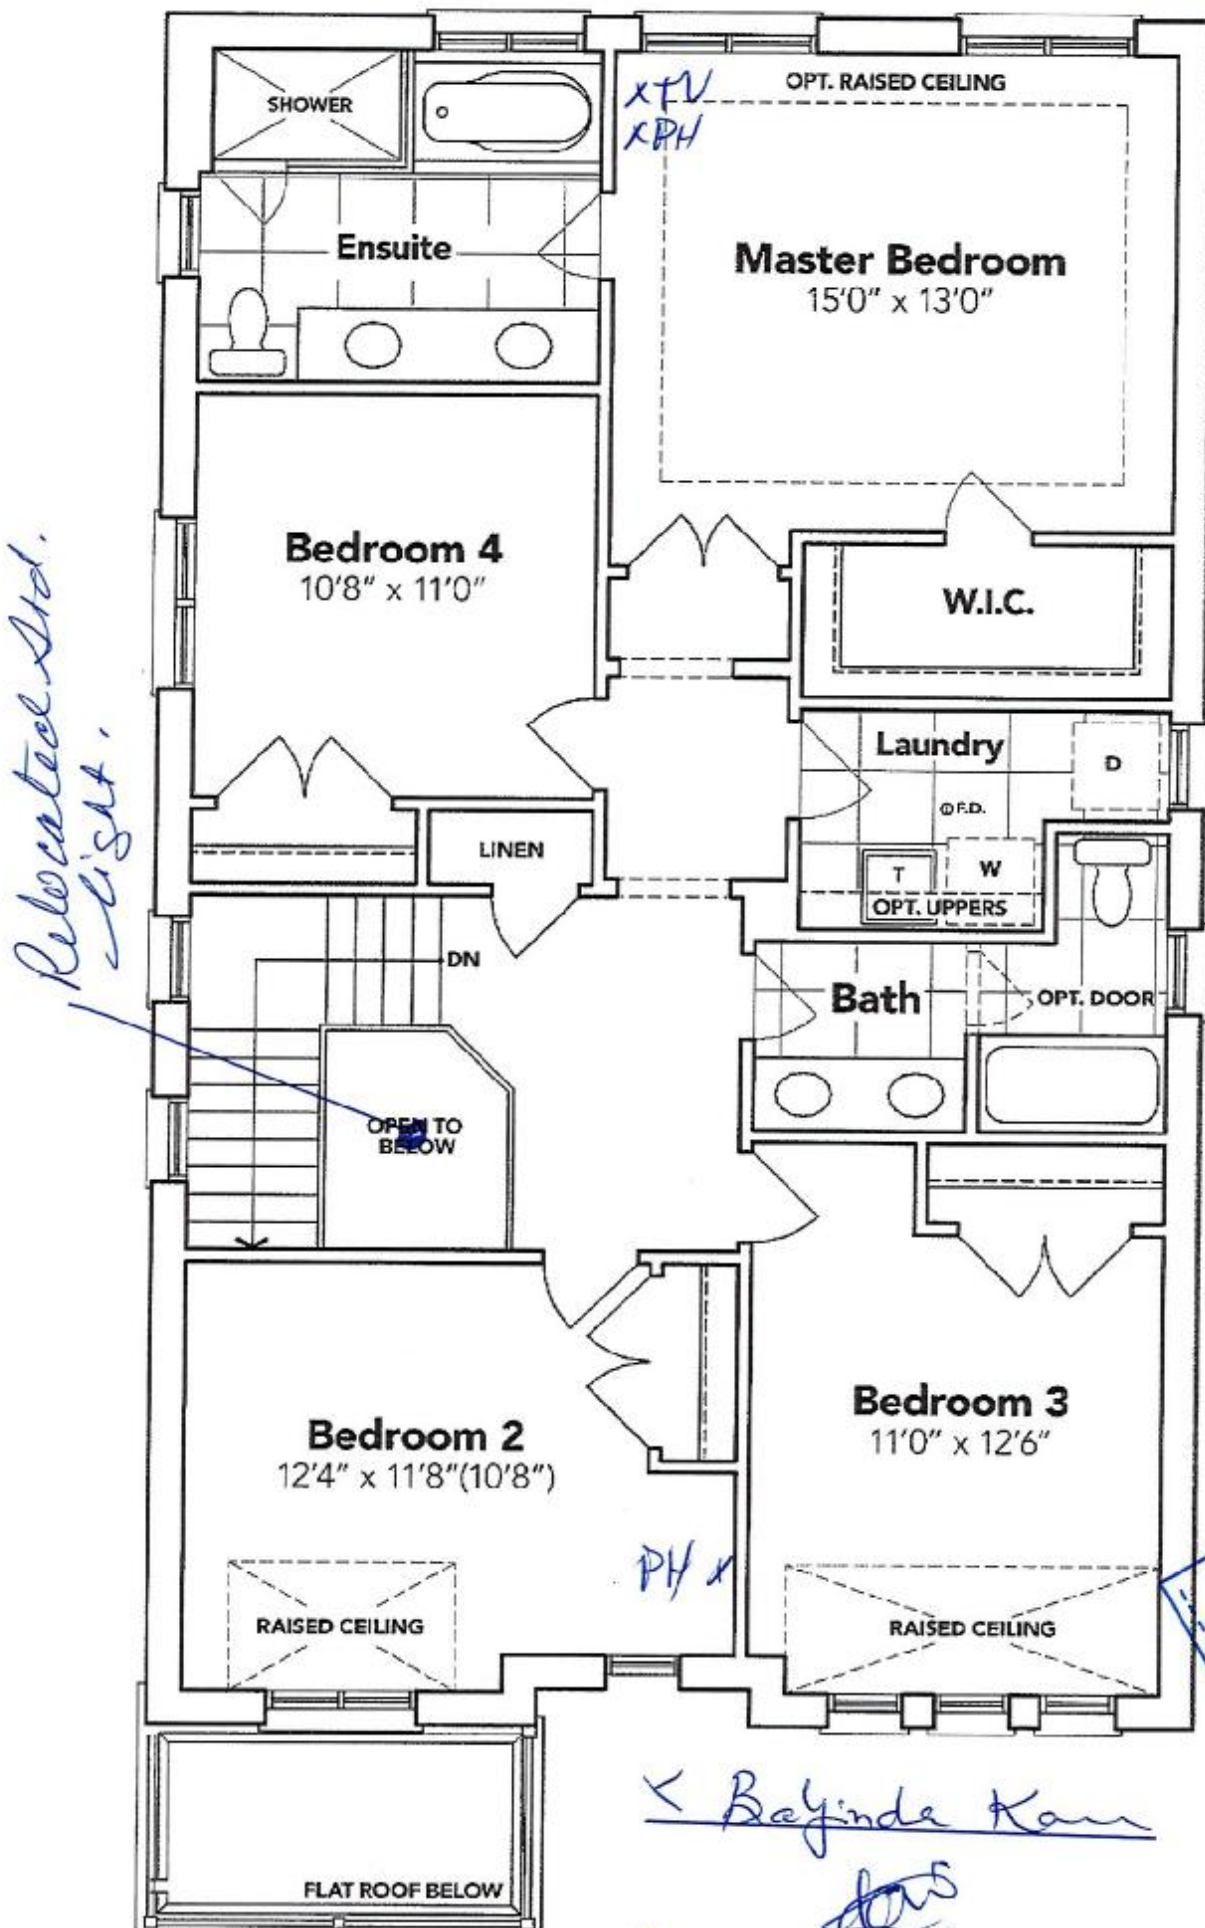 SHOWER
OPT. RAISED CEILING
xTV
xPH
Ensuite
Master Bedroom
15'0" x 13'0"
Bedroom 4
10'8" x 11'0"
W.I.C.
Relocated Std.
Light.
Laundry
D
F.D.
LINEN
T
W
OPT. UPPERS
DN
Bath
OPT. DOOR
OPEN TO
BELOW
Bedroom 3
11'0" x 12'6"
Bedroom 2
12'4" x 11'8"(10'8")
PH x
RAISED CEILING
RAISED CEILING
FLAT ROOF BELOW